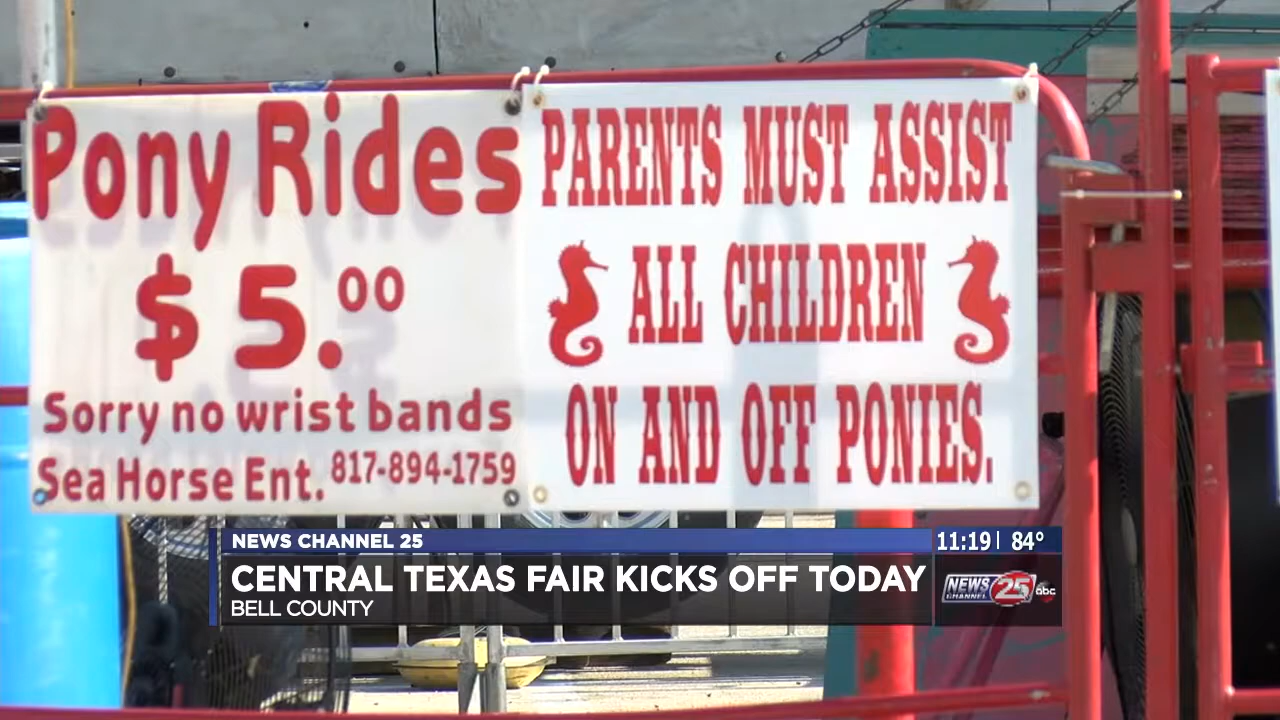 Pony Rides
$5.00
Sorry no wrist bands
Sea Horse Ent. 817-894-1759
PARENTS MUST ASSIST
ALL CHILDREN
ON AND OFF PONIES.
NEWS CHANNEL 25
11:19 | 84°
CENTRAL TEXAS FAIR KICKS OFF TODAY
BELL COUNTY
NEWS
CHANNEL 25 abc